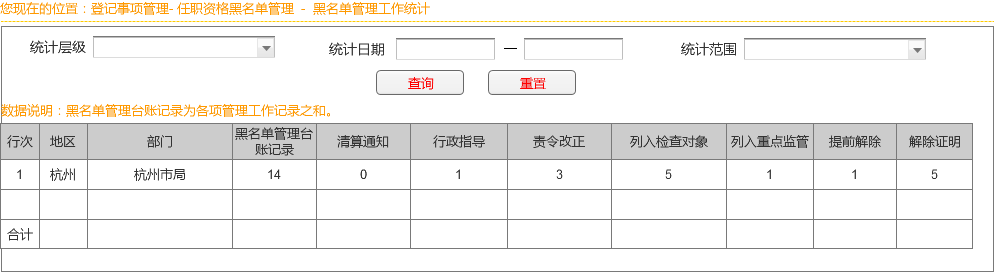 您现在的位置：登记事项管理- 任职资格黑名单管理 - 黑名单管理工作统计
统计层级 统计日期 — 统计范围
查询 重置
数据说明：黑名单管理台账记录为各项管理工作记录之和。
行次 地区 部门 黑名单管理台账记录 清算通知 行政指导 责令改正 列入检查对象 列入重点监管 提前解除 解除证明
1 杭州 杭州市局 14 0 1 3 5 1 1 5
合计